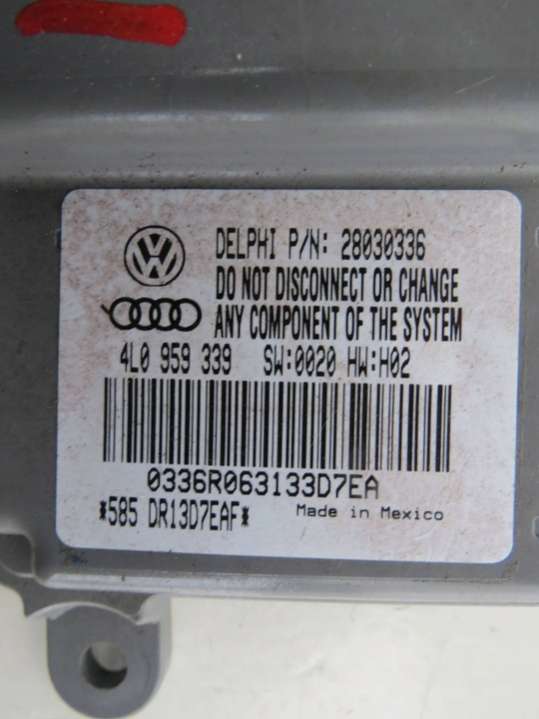 DELPHI P/N: 28030336
DO NOT DISCONNECT OR CHANGE
ANY COMPONENT OF THE SYSTEM
4L0 959 339 SW:0020 HW:H02
0336R063133D7EA
*585 DR13D7EAF* Made in Mexico